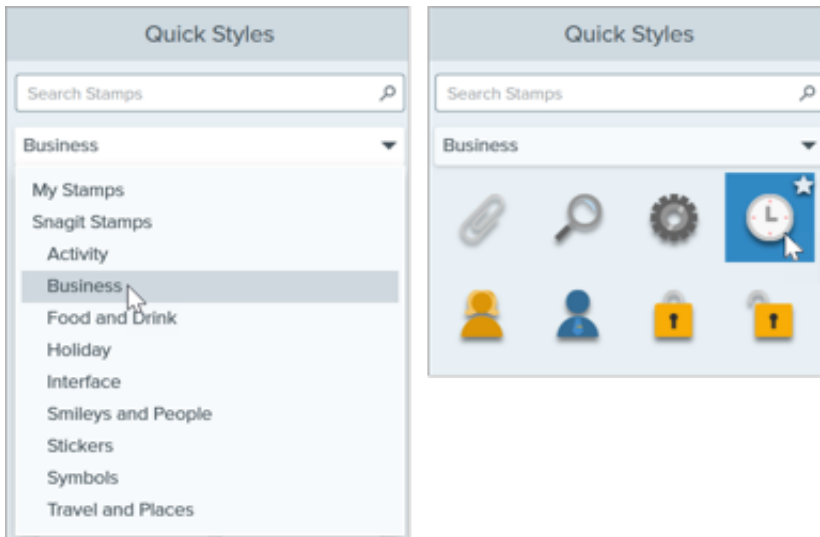 Quick Styles
Search Stamps
Business
My Stamps
Snagit Stamps
Activity
Business
Food and Drink
Holiday
Interface
Smileys and People
Stickers
Symbols
Travel and Places
Quick Styles
Search Stamps
Business